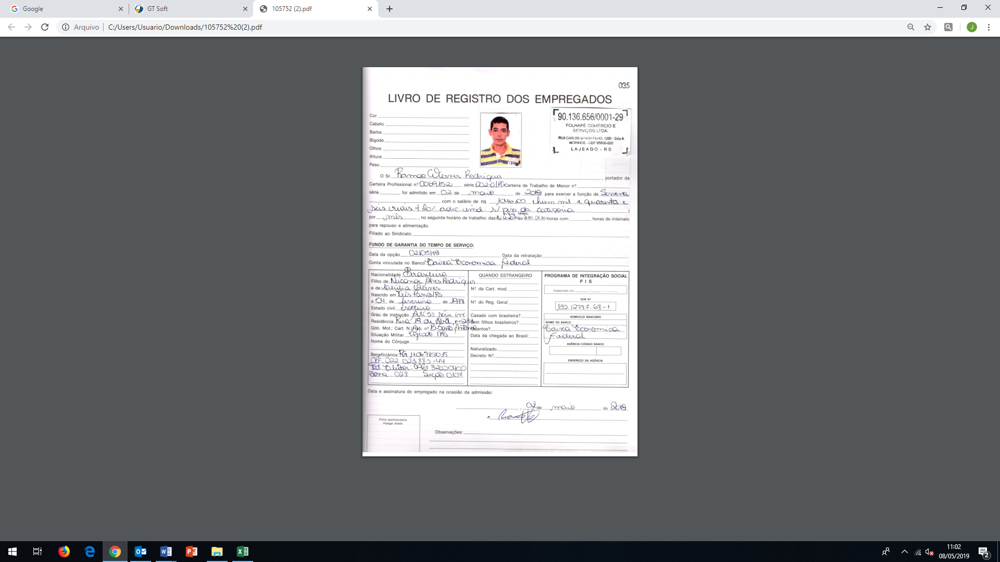 Google
GT Soft
105752 (2).pdf
Arquivo
C:/Users/Usuario/Downloads/105752%20(2).pdf
J
035
LIVRO DE REGISTRO DOS EMPREGADOS
Cor
Cabelo
Barba
Bigode
Olhos
Altura
Peso
90.136.656/0001-29
FOLHAPÉ COMÉRCIO E
SERVIÇOS LTDA.
RUA CARLOS FILHO, 1200 - Sala A
MOINHOS - CEP 95900-000
LAJEADO - RS
O Sr. Werner Rodrigues, portador da
Carteira Profissional nº 0069152 série 002-0/RS Carteira de Trabalho de Menor nº
série foi admitido em 02 de maio de 2019 para exercer a função de Servente
com o salário de R$ 1.046,00 hum mil e quarenta e
seis reais + 20% adic. s/ piso da categoria
por mês, no seguinte horário de trabalho: das às horas com horas de intervalo
para repouso e alimentação.
Filiado ao Sindicato
FUNDO DE GARANTIA DO TEMPO DE SERVIÇO:
Data da opção 02/05/19 Data da retratação
Conta vinculada no Banco Caixa Economica Federal
Nacionalidade Brasileira
Filho de Nicanor Alves Rodrigues
e de Werner
Nascido em Três Passos/RS
a 04 de fevereiro de 1978
Estado civil solteiro
Grau de instrução Até 5ª série inc.
Residência Rua 19 de Abril, nº 233
Qdo. Mot.: Cart. N. Hab. nº B. Santo Antonio
Situação Militar Lajeado RS
Nome do Cônjuge
Beneficiários: RG 1106785015
CPF. 022.023.880-44
Tit. Eleitor: 096132000400
Zona. 028 Seção 0107
QUANDO ESTRANGEIRO
Nº da Cart. mod.
Nº do Reg. Geral
Casado com brasileira?
Tem filhos brasileiros?
Quantos?
Data da chegada ao Brasil:
Naturalizado
Decreto Nº
PROGRAMA DE INTEGRAÇÃO SOCIAL
P I S
Cadastrado em / /
SOB Nº
130.12787.68-1
DOMICÍLIO BANCÁRIO
NOME DO BANCO
Caixa Economica
Federal
AGÊNCIA/CÓDIGO BANCO
ENDEREÇO DA AGÊNCIA
Data e assinatura do empregado na ocasião da admissão:
, 02 de maio de 2019
Ficha dactiloscópica
Polegar direito
Observações:
11:02
08/05/2019
2